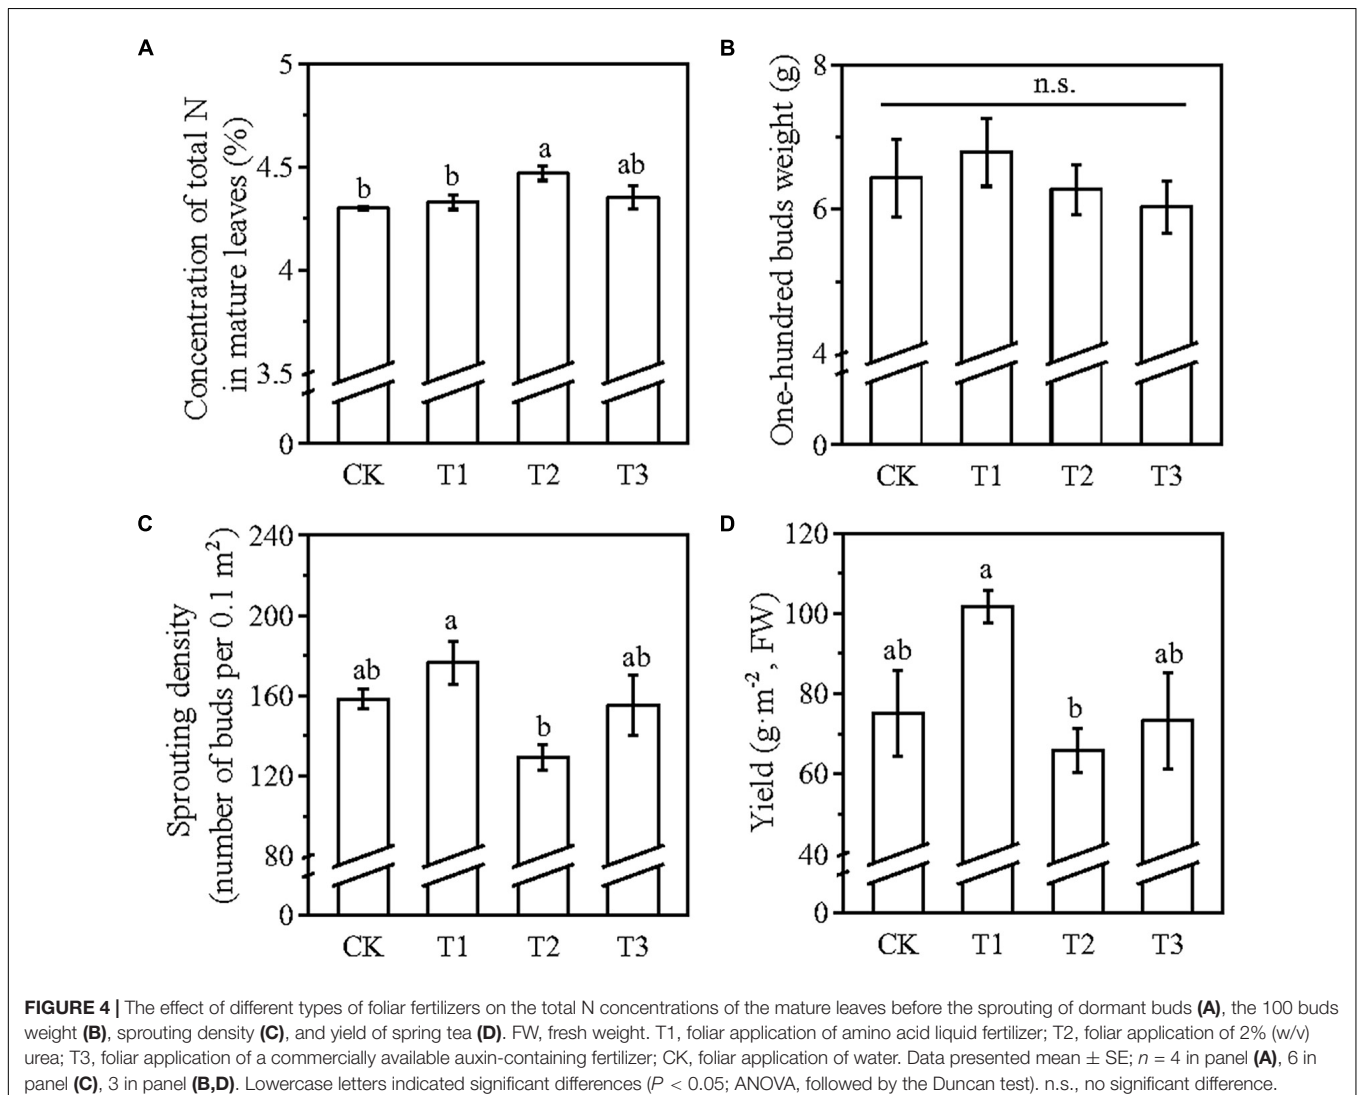 A
Concentration of total N
in mature leaves (%)
5
4.5
4
3.5
0
b
b
a
ab
CK T1 T2 T3
B
One-hundred buds weight (g)
8
6
4
0
n.s.
CK T1 T2 T3
C
Sprouting density
(number of buds per 0.1 m²)
240
200
160
120
80
0
ab
a
b
ab
CK T1 T2 T3
D
Yield (g·m⁻², FW)
120
100
80
60
40
0
ab
a
b
ab
CK T1 T2 T3
FIGURE 4 | The effect of different types of foliar fertilizers on the total N concentrations of the mature leaves before the sprouting of dormant buds (A), the 100 buds
weight (B), sprouting density (C), and yield of spring tea (D). FW, fresh weight. T1, foliar application of amino acid liquid fertilizer; T2, foliar application of 2% (w/v)
urea; T3, foliar application of a commercially available auxin-containing fertilizer; CK, foliar application of water. Data presented mean ± SE; n = 4 in panel (A), 6 in
panel (C), 3 in panel (B,D). Lowercase letters indicated significant differences (P < 0.05; ANOVA, followed by the Duncan test). n.s., no significant difference.